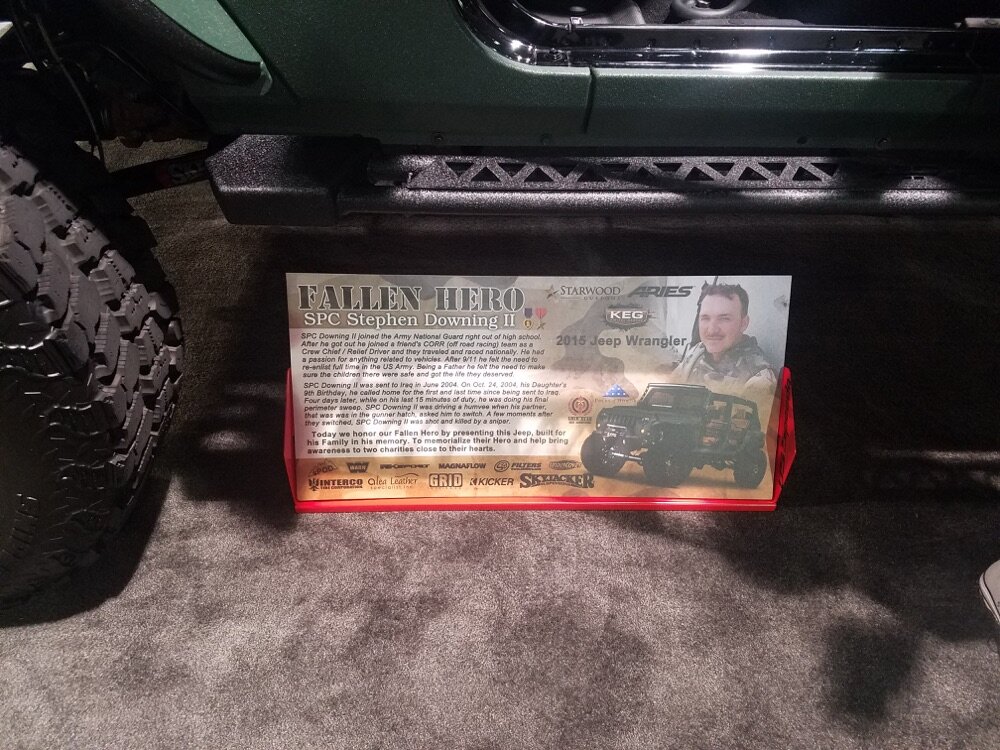 FALLEN HERO
SPC Stephen Downing II
STARWOOD
ARIES
KEG
2015 Jeep Wrangler
SPC Downing II joined the Army National Guard right out of high school.
After he got out he joined a friend's CORR (off road racing) team as a
Crew Chief / Relief Driver and they traveled and raced nationally. He had
a passion for anything related to vehicles. After 9/11 he felt the need to
re-enlist full time in the US Army. Being a Father he felt the need to make
sure the children there were safe and got the life they deserved.
SPC Downing II was sent to Iraq in June 2004. On Oct. 24, 2004, his Daughter's
9th Birthday, he called home for the first and last time since being sent to Iraq.
Four days later, while on his last 15 minutes of duty, he was doing his final
perimeter sweep. SPC Downing II was driving a humvee when his partner,
that was was in the gunner hatch, asked him to switch. A few moments after
they switched, SPC Downing II was shot and killed by a sniper.
Today we honor our Fallen Hero by presenting this Jeep, built for
his Family in his memory. To memorialize their Hero and help bring
awareness to two charities close to their hearts.
sPOD WARN MAGNAFLOW FILTERS
INTERCO TIRE CORPORATION Alea Leather GRID KICKER SKYJACKER